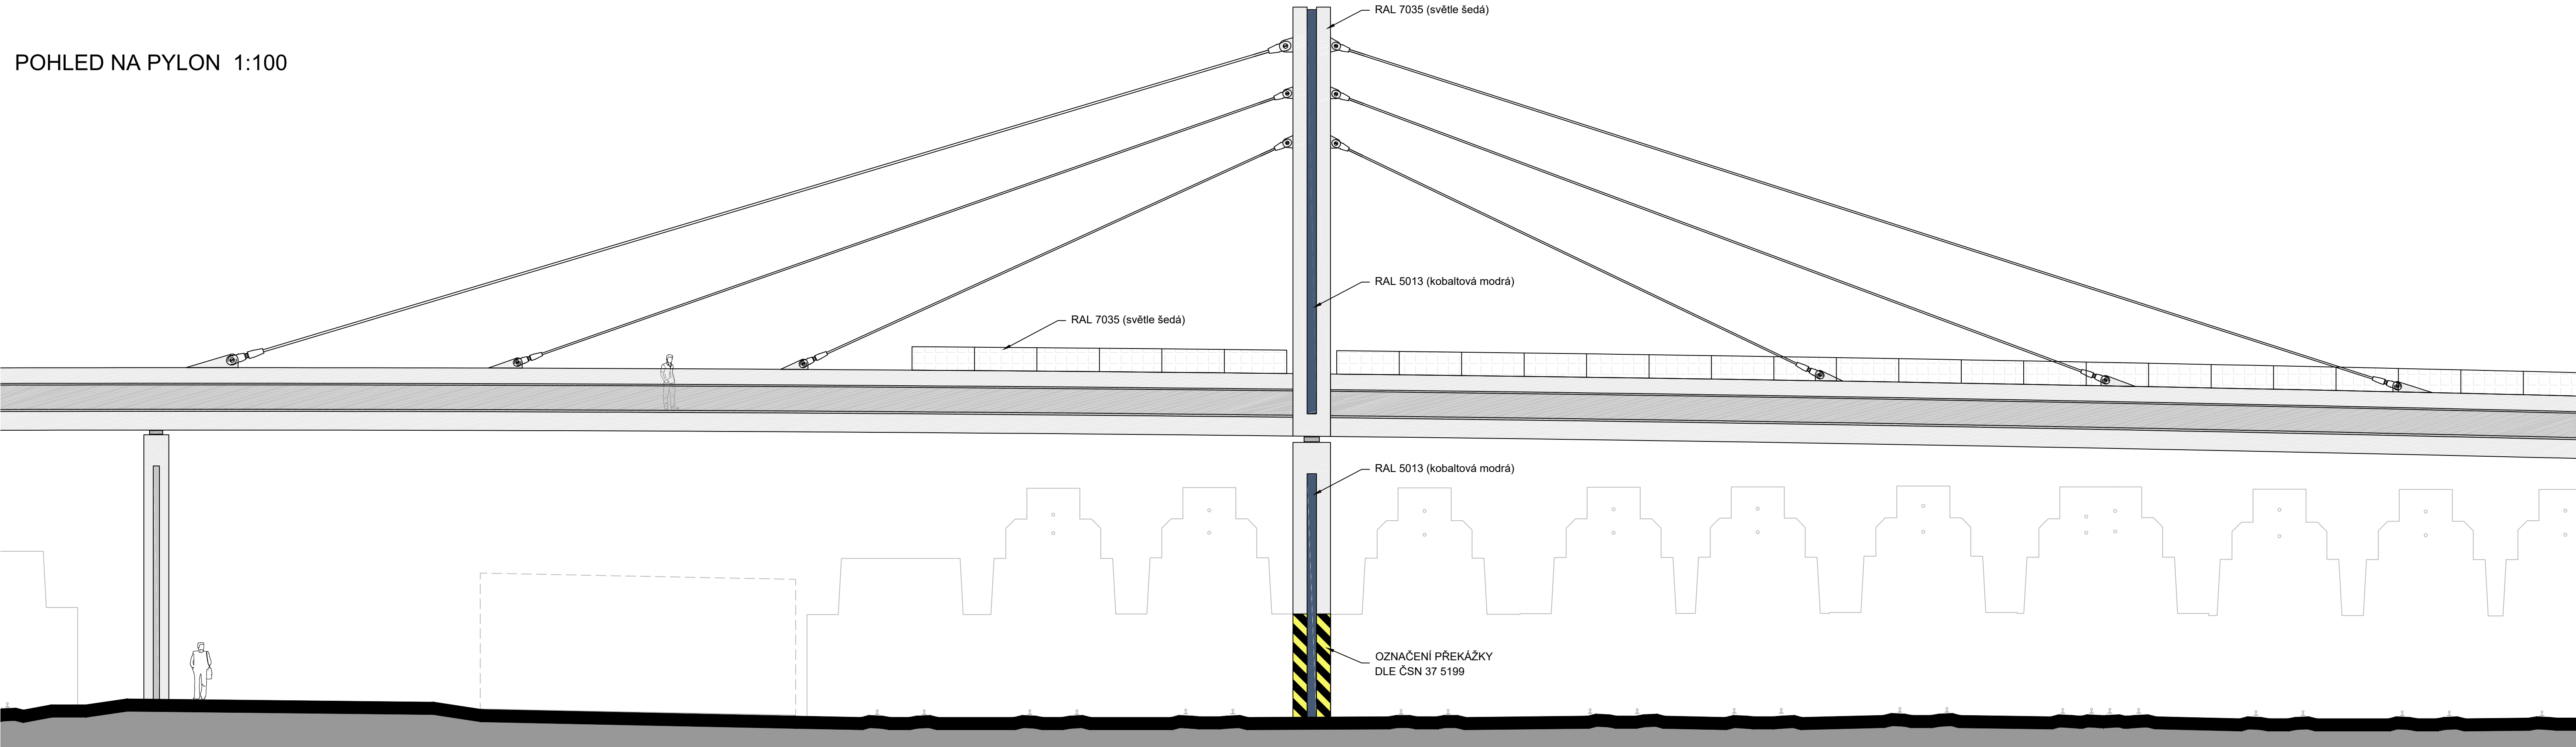 RAL 7035 (světle šedá)
POHLED NA PYLON 1:100
RAL 5013 (kobaltová modrá)
RAL 7035 (světle šedá)
RAL 5013 (kobaltová modrá)
OZNAČENÍ PŘEKÁŽKY
DLE ČSN 37 5199